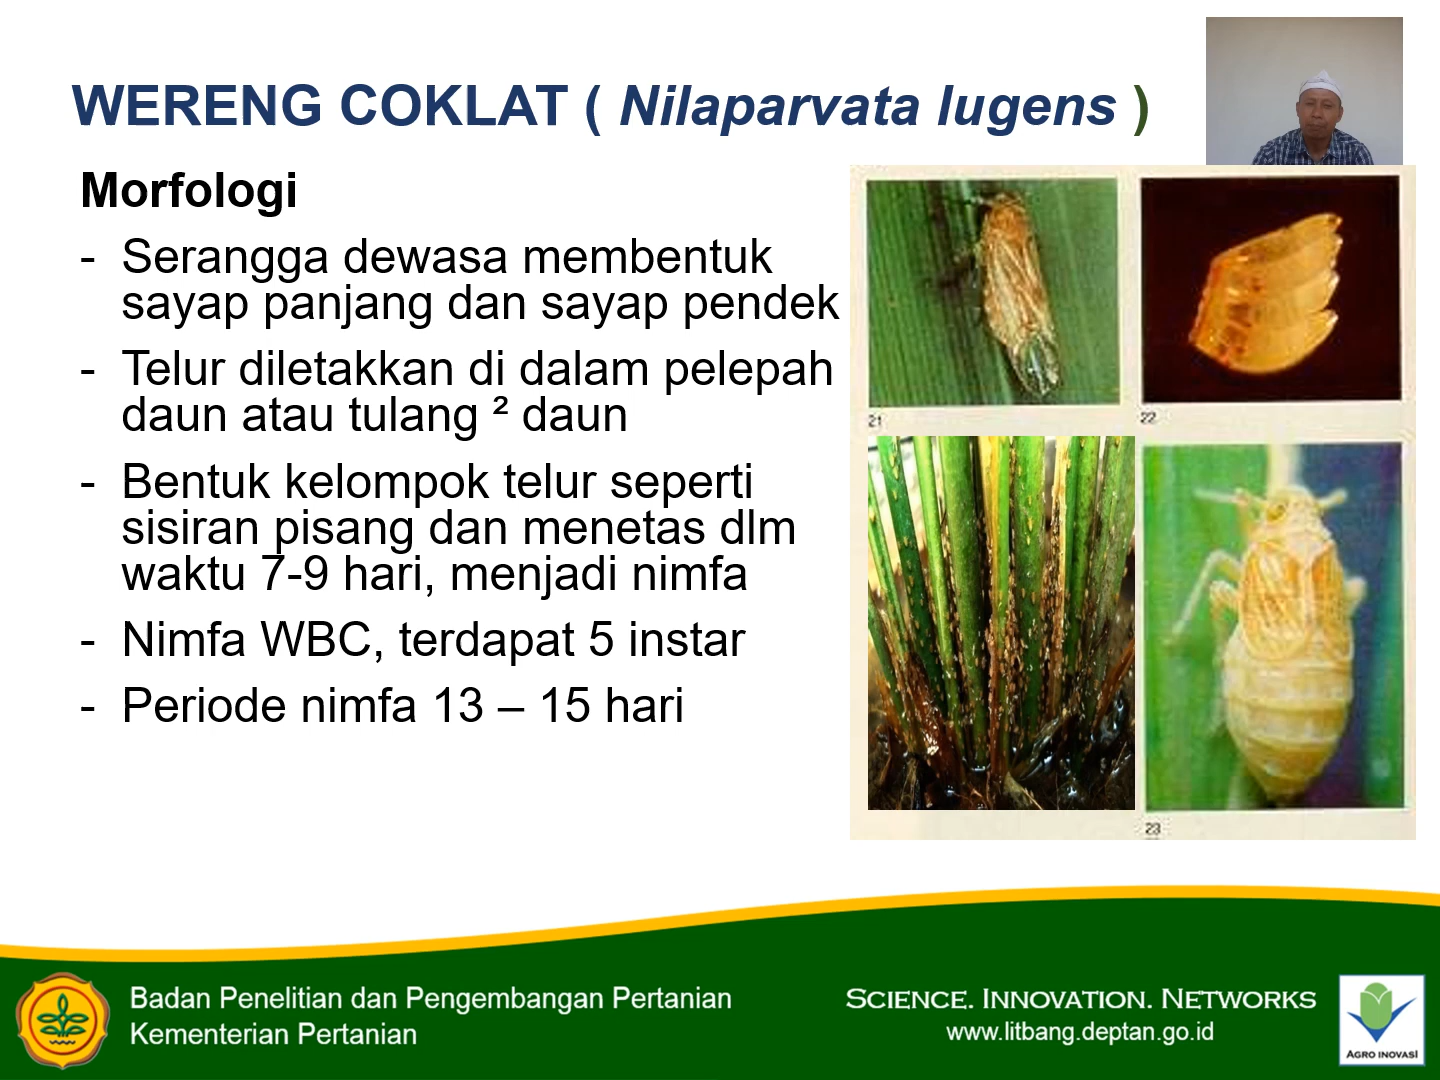 WERENG COKLAT ( Nilaparvata lugens )
Morfologi
- Serangga dewasa membentuk
sayap panjang dan sayap pendek
- Telur diletakkan di dalam pelepah
daun atau tulang ² daun
- Bentuk kelompok telur seperti
sisiran pisang dan menetas dlm
waktu 7-9 hari, menjadi nimfa
- Nimfa WBC, terdapat 5 instar
- Periode nimfa 13 – 15 hari
21
22
23
Badan Penelitian dan Pengembangan Pertanian
Kementerian Pertanian
SCIENCE. INNOVATION. NETWORKS
www.litbang.deptan.go.id
AGRO INOVASI